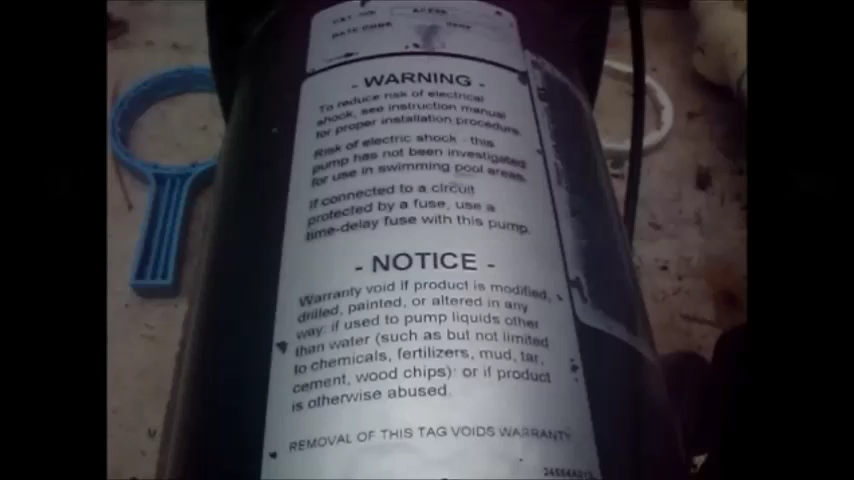 CAT. NO.
DATE CODE
- WARNING -
To reduce risk of electrical
shock, see instruction manual
for proper installation procedure.
Risk of electric shock - this
pump has not been investigated
for use in swimming pool areas.
If connected to a circuit
protected by a fuse, use a
time-delay fuse with this pump.
- NOTICE -
Warranty void if product is modified,
drilled, painted, or altered in any
way; if used to pump liquids other
than water (such as but not limited
to chemicals, fertilizers, mud, tar,
cement, wood chips); or if product
is otherwise abused.
REMOVAL OF THIS TAG VOIDS WARRANTY